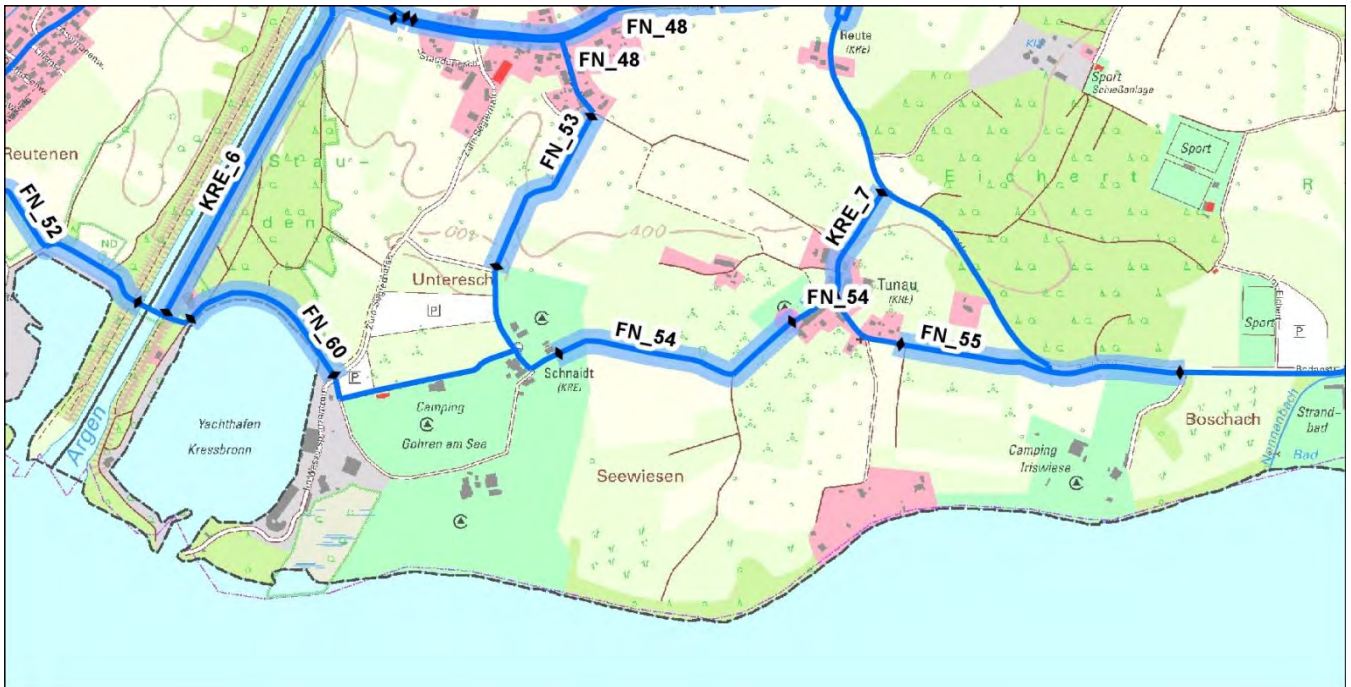 FN_48
FN_48
Reute
(KRE)
Sport
Schießanlage
Sport
Reutenen
FN_52
ND
KRE_6
Stau-
den
FN_53
400
400
Eichert
R
KRE_7
Unteresch
P
Tunau
(KRE)
FN_54
FN_60
FN_54
FN_55
Sport
P
P
Schnaidt
(KRE)
Camping
Gohren am See
Yachthafen
Kressbronn
Argen
Seewiesen
Camping
Iriswiese
Boschach
Nonnenbach
Strand-
bad
Bad